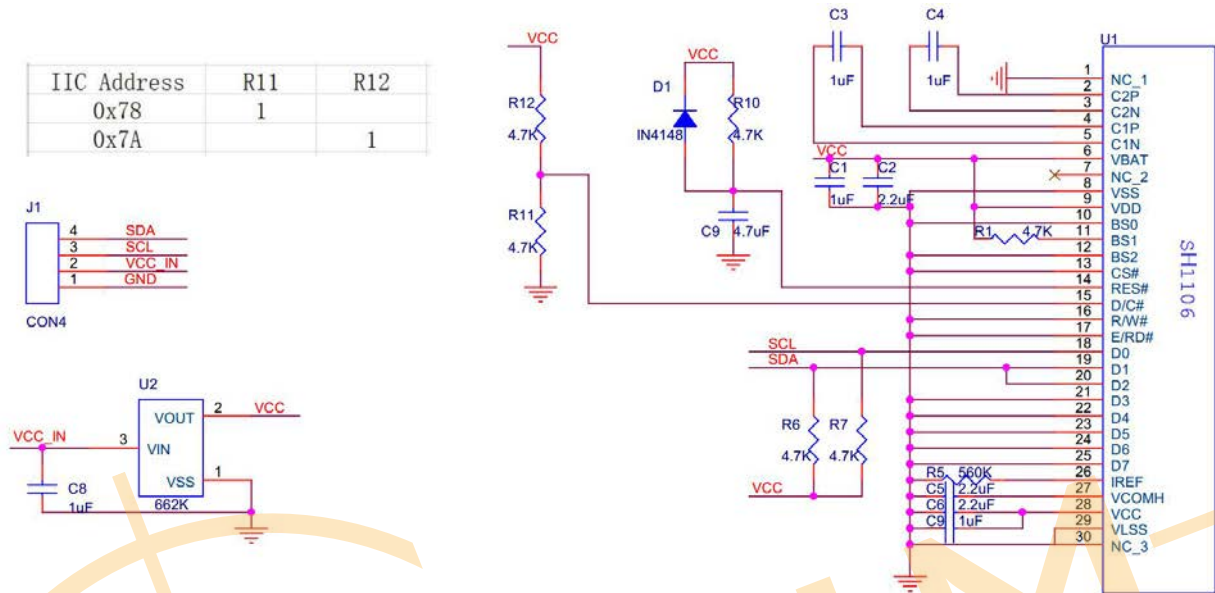 IIC Address R11 R12
0x78 1
0x7A 1
J1
4 SDA
3 SCL
2 VCC_IN
1 GND
CON4
U2
VOUT 2 VCC
VCC_IN 3 VIN
VSS 1
C8
1uF
662K
VCC
R12
4.7K
R11
4.7K
VCC
D1
IN4148
R10
4.7K
C9 4.7uF
C3
1uF
C4
1uF
VCC
C1
1uF
C2
2.2uF
R1 4.7K
SCL
SDA
R6
4.7K
R7
4.7K
VCC
R5 560K
C5 2.2uF
C6 2.2uF
C9 1uF
U1
1 NC_1
2 C2P
3 C2N
4 C1P
5 C1N
6 VBAT
7 NC_2
8 VSS
9 VDD
10 BS0
11 BS1
12 BS2
13 CS#
14 RES#
15 D/C#
16 R/W#
17 E/RD#
18 D0
19 D1
20 D2
21 D3
22 D4
23 D5
24 D6
25 D7
26 IREF
27 VCOMH
28 VCC
29 VLSS
30 NC_3
SH1106